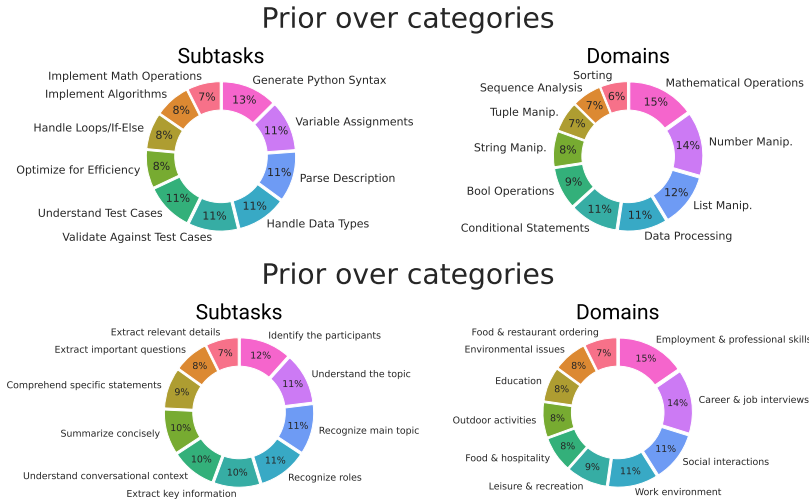 Prior over categories
Subtasks
Domains
Implement Math Operations
Generate Python Syntax
Implement Algorithms
Variable Assignments
Handle Loops/If-Else
Parse Description
Optimize for Efficiency
Handle Data Types
Understand Test Cases
Validate Against Test Cases
7%
13%
8%
11%
8%
11%
8%
11%
11%
11%
Sorting
Mathematical Operations
Sequence Analysis
Tuple Manip.
Number Manip.
String Manip.
List Manip.
Bool Operations
Data Processing
Conditional Statements
6%
15%
7%
7%
14%
8%
12%
9%
11%
11%
Prior over categories
Subtasks
Domains
Extract relevant details
Identify the participants
Extract important questions
Understand the topic
Comprehend specific statements
Recognize main topic
Summarize concisely
Recognize roles
Understand conversational context
Extract key information
7%
12%
8%
11%
9%
11%
10%
11%
10%
10%
Food & restaurant ordering
Employment & professional skills
Environmental issues
Career & job interviews
Education
Social interactions
Outdoor activities
Work environment
Food & hospitality
Leisure & recreation
7%
15%
8%
14%
8%
11%
8%
11%
8%
9%